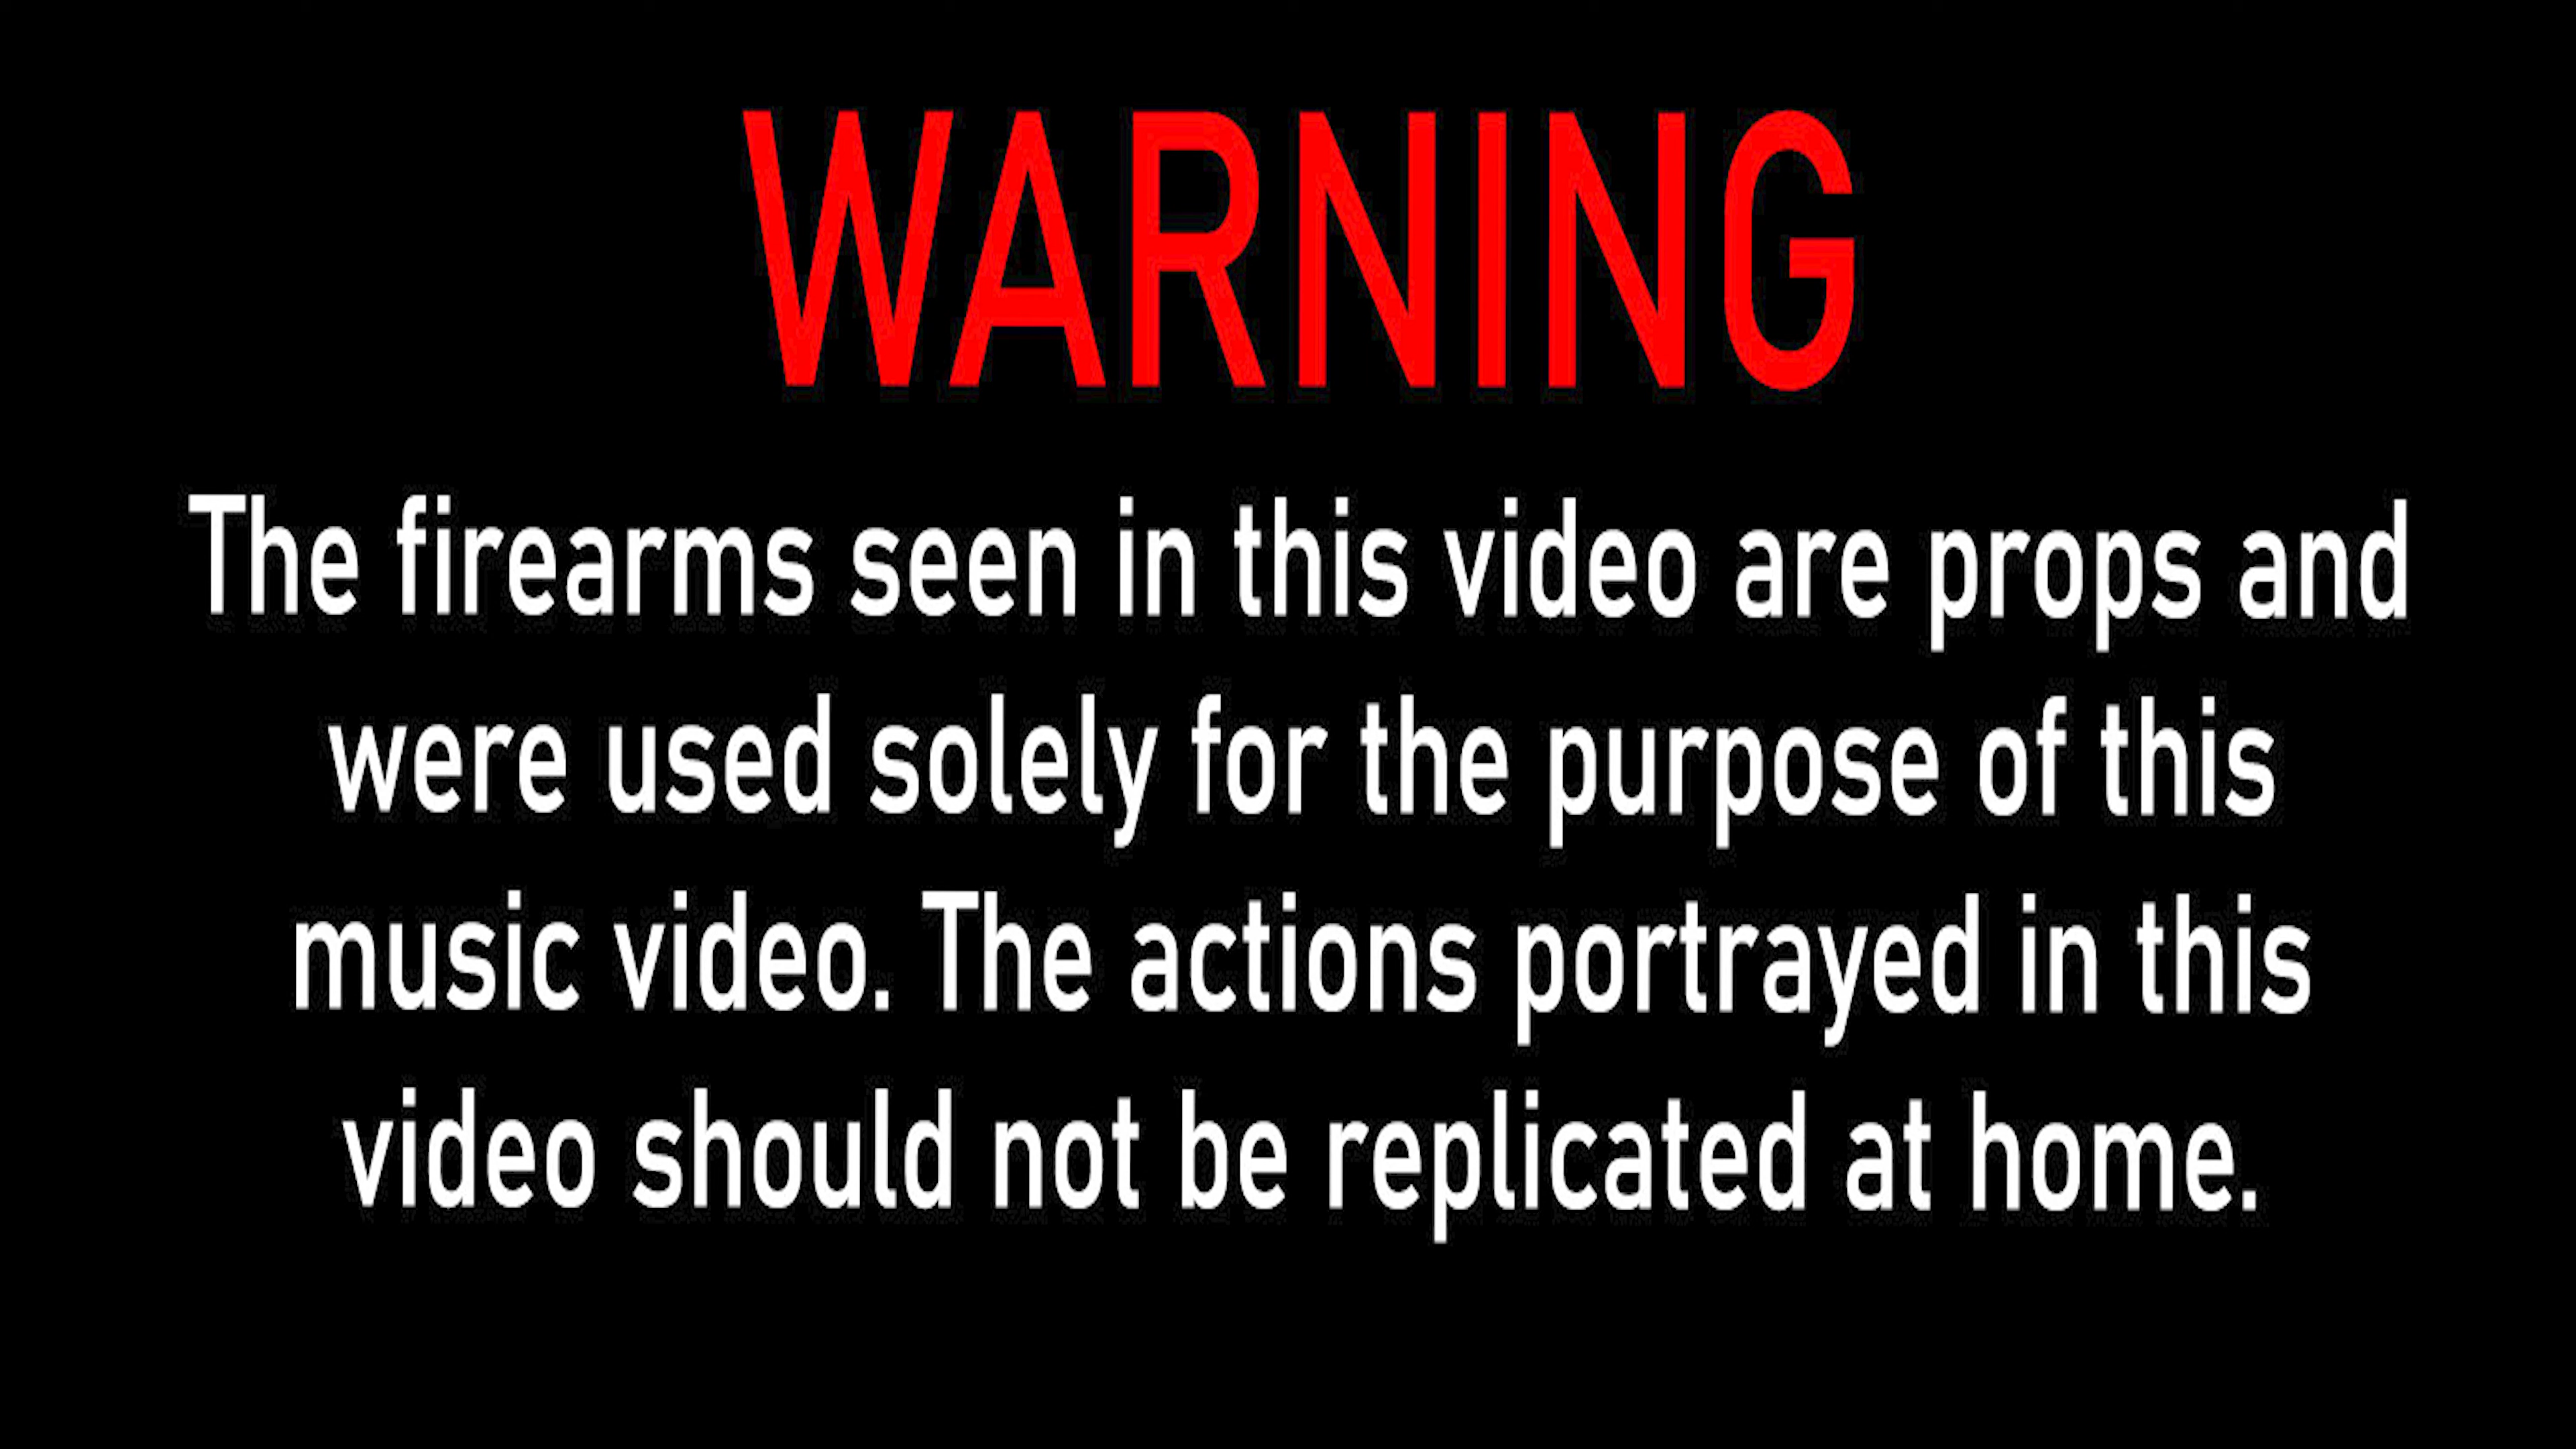 WARNING
The firearms seen in this video are props and
were used solely for the purpose of this
music video. The actions portrayed in this
video should not be replicated at home.